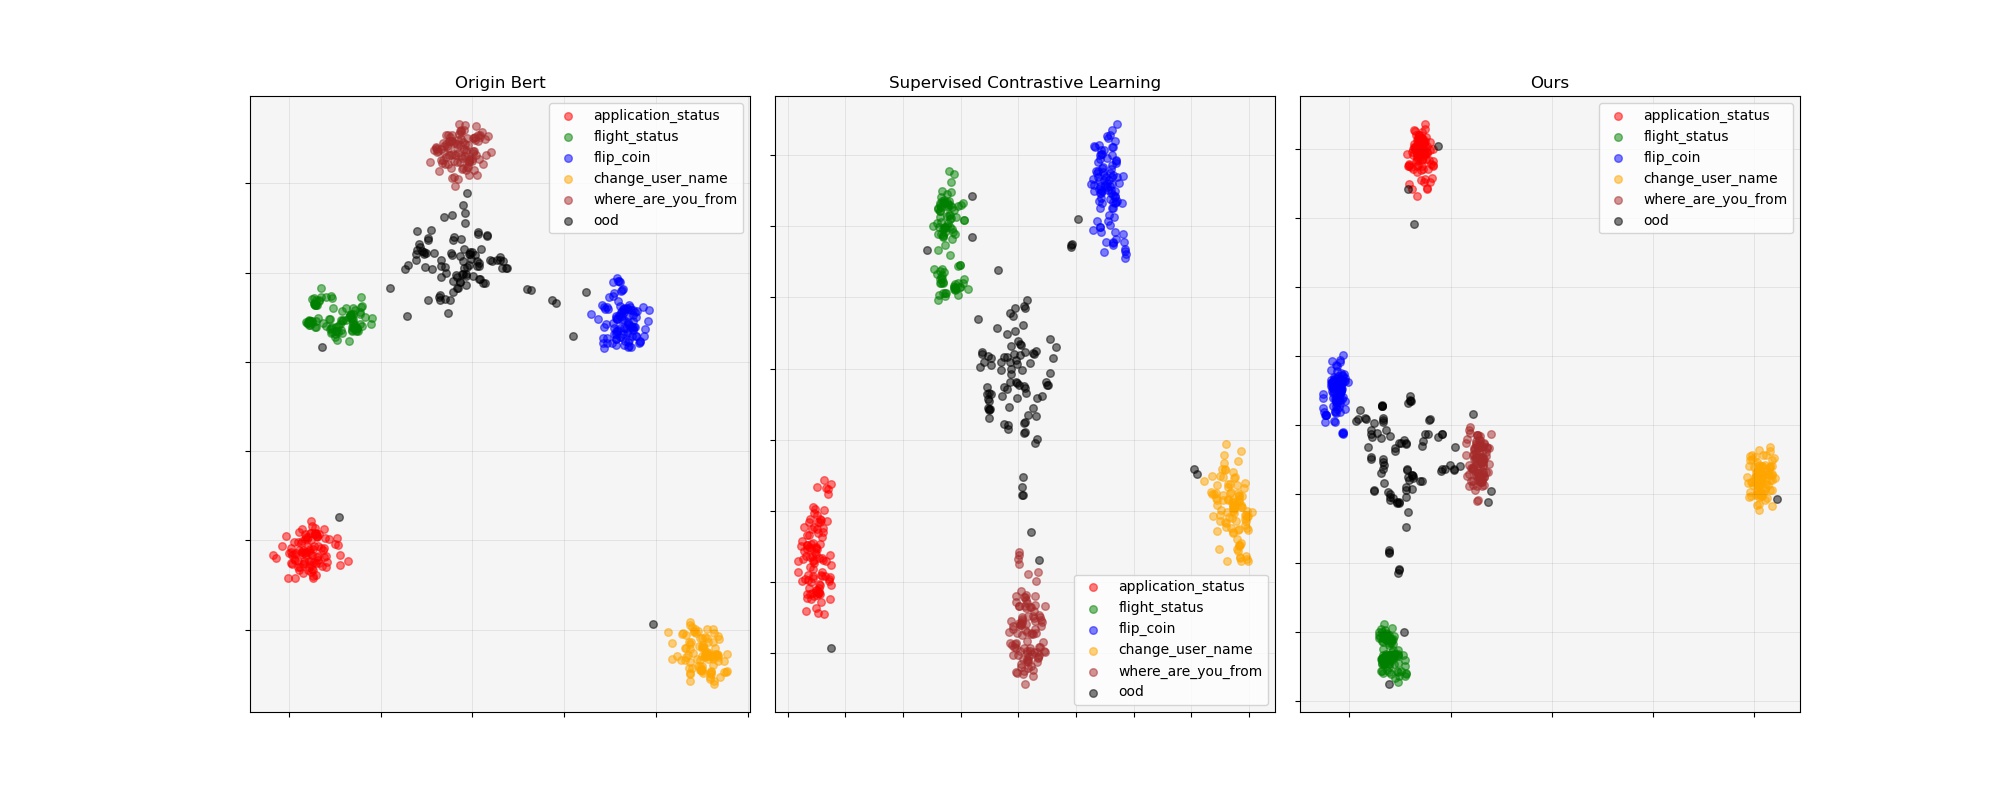 Origin Bert
application_status
flight_status
flip_coin
change_user_name
where_are_you_from
ood
Supervised Contrastive Learning
application_status
flight_status
flip_coin
change_user_name
where_are_you_from
ood
Ours
application_status
flight_status
flip_coin
change_user_name
where_are_you_from
ood